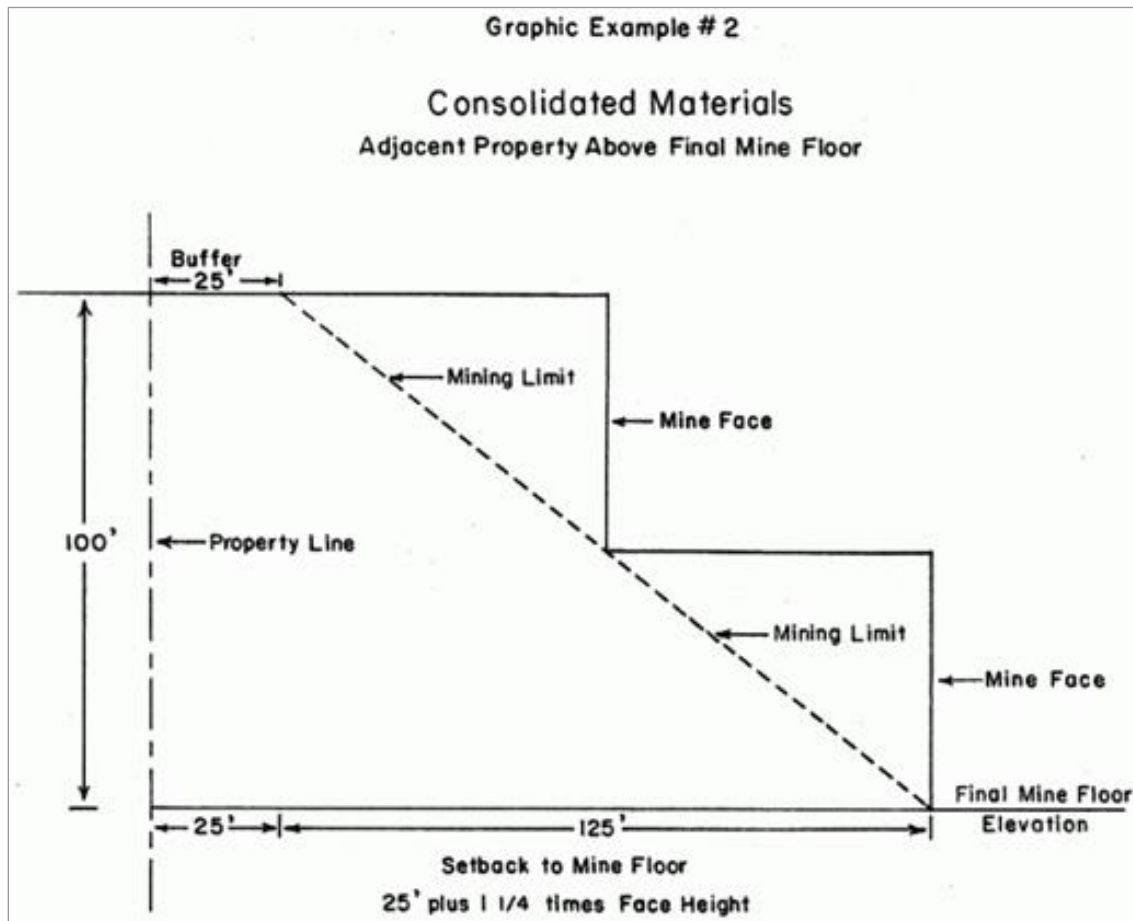 Graphic Example # 2
Consolidated Materials
Adjacent Property Above Final Mine Floor
Buffer
25'
Mining Limit
Mine Face
100'
Property Line
Mining Limit
Mine Face
Final Mine Floor
Elevation
25'
125'
Setback to Mine Floor
25' plus 1 1/4 times Face Height